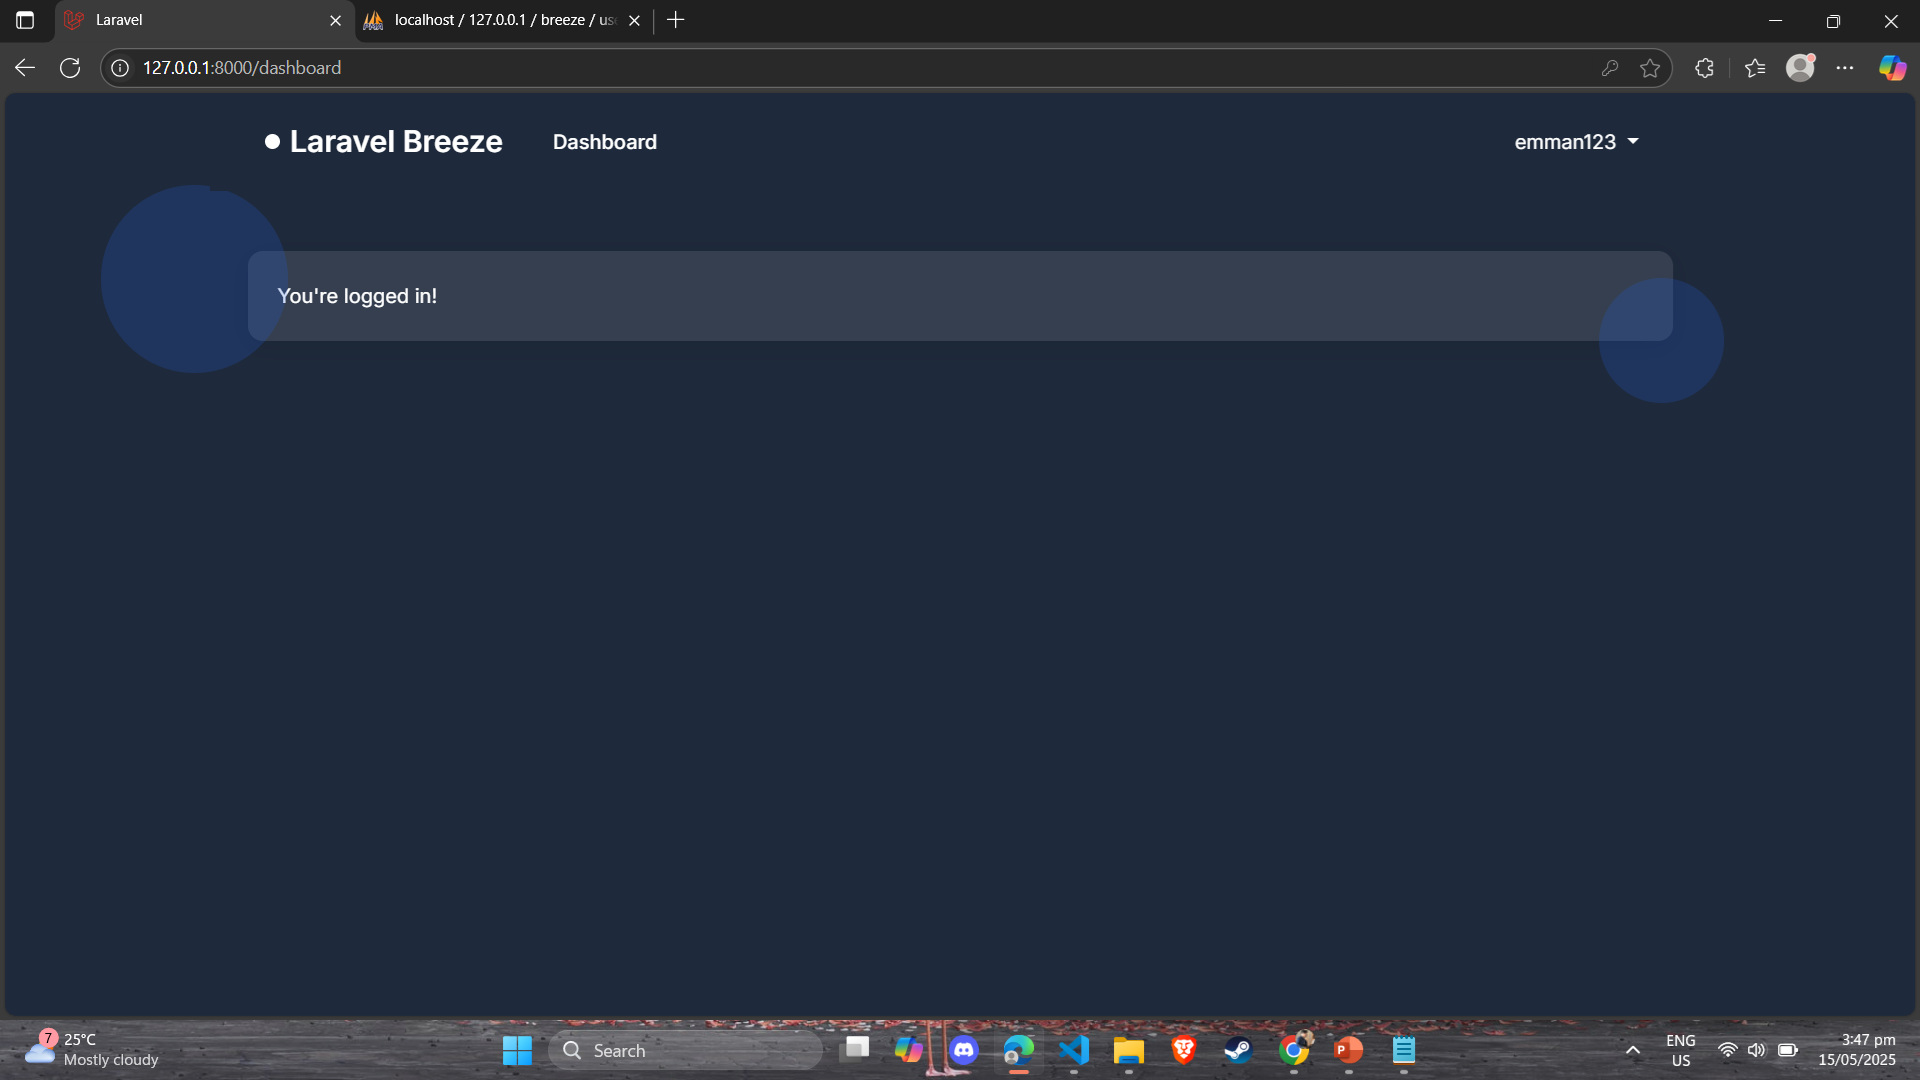 Laravel
localhost / 127.0.0.1 / breeze / us
127.0.0.1:8000/dashboard
Laravel Breeze
Dashboard
emman123
You're logged in!
7
25°C
Mostly cloudy
Search
ENG
US
3:47 pm
15/05/2025